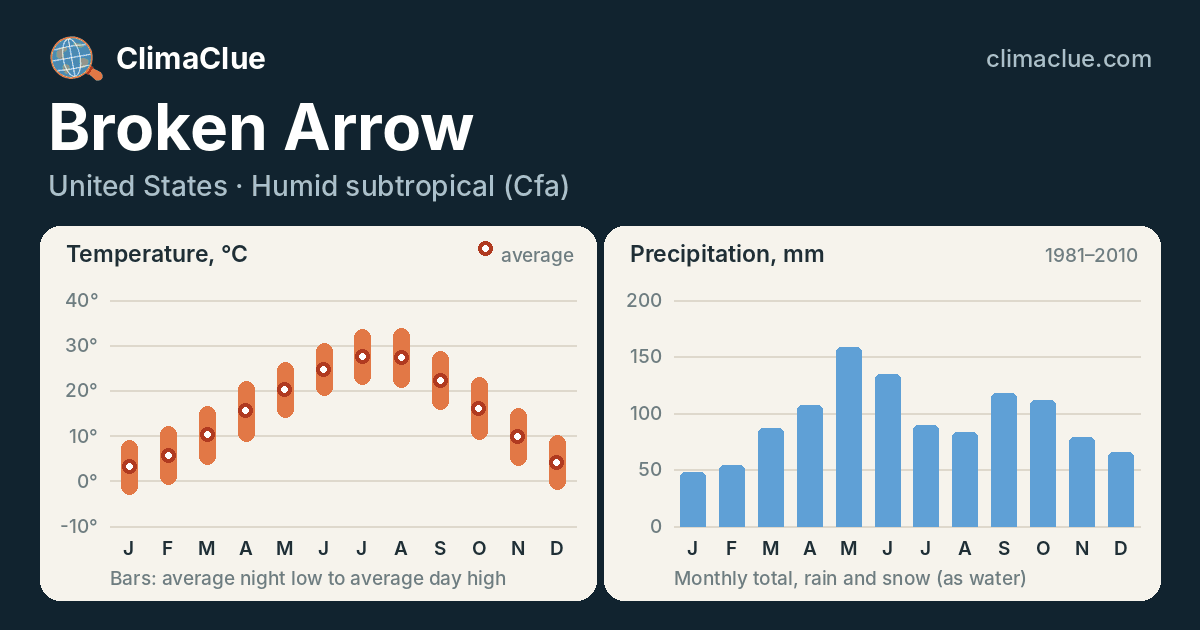 ClimaClue
climaclue.com
Broken Arrow
United States · Humid subtropical (Cfa)
Temperature, °C
average
40°
30°
20°
10°
0°
-10°
J F M A M J J A S O N D
Bars: average night low to average day high
Precipitation, mm
1981–2010
200
150
100
50
0
J F M A M J J A S O N D
Monthly total, rain and snow (as water)